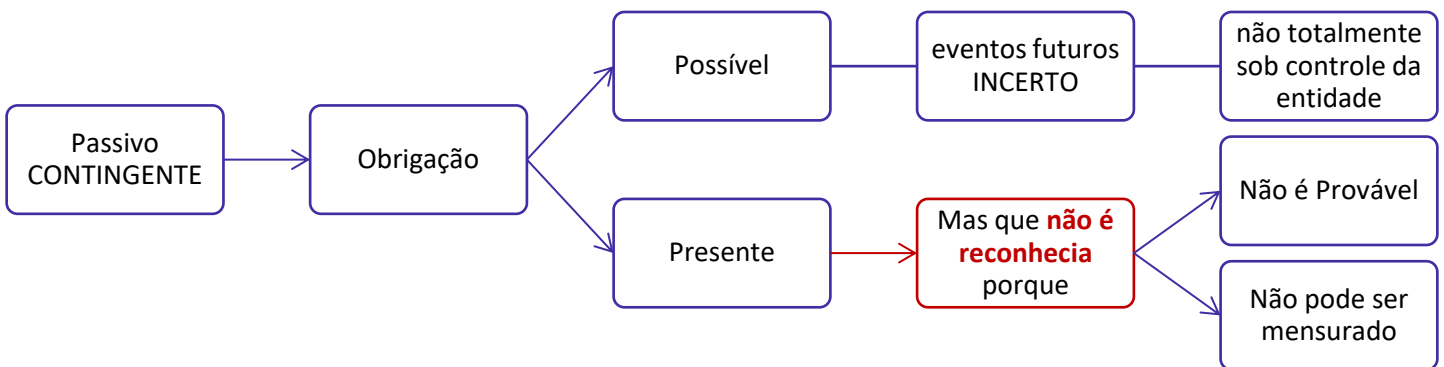 Passivo
CONTINGENTE
Obrigação
Possível
eventos futuros
INCERTO
não totalmente
sob controle da
entidade
Presente
Mas que não é
reconhecia
porque
Não é Provável
Não pode ser
mensurado